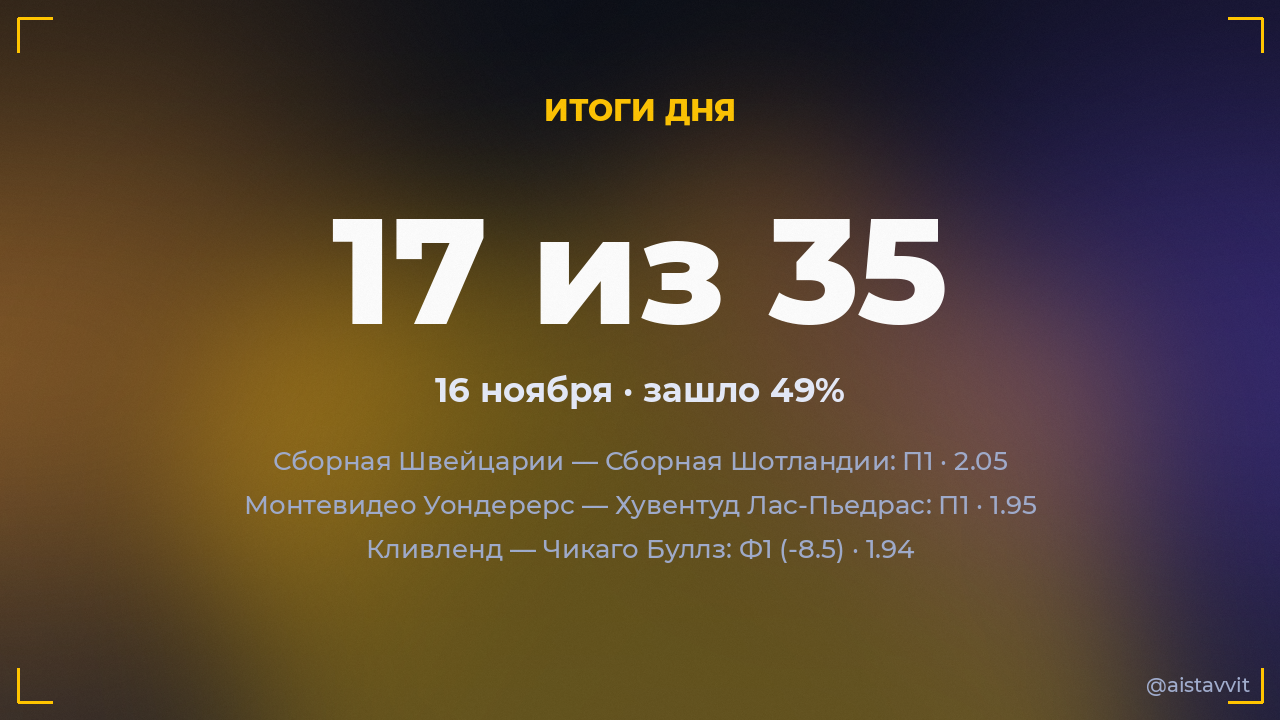 ИТОГИ ДНЯ
17 из 35
16 ноября · зашло 49%
Сборная Швейцарии — Сборная Шотландии: П1 · 2.05
Монтевидео Уондерерс — Хувентуд Лас-Пьедрас: П1 · 1.95
Кливленд — Чикаго Буллз: Ф1 (-8.5) · 1.94
@aistavvit